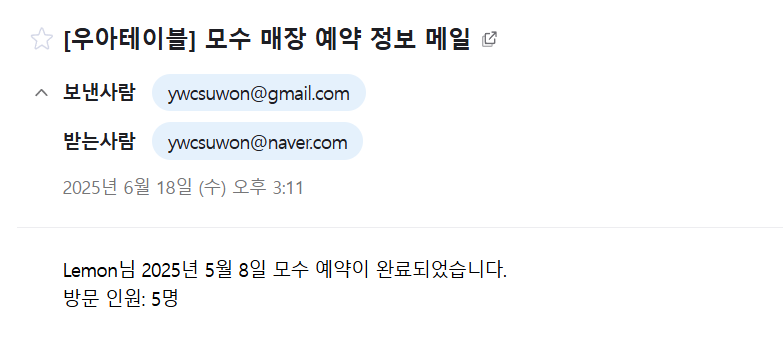 [우아테이블] 모수 매장 예약 정보 메일
보낸사람 ywcsuwon@gmail.com
받는사람 ywcsuwon@naver.com
2025년 6월 18일 (수) 오후 3:11
Lemon님 2025년 5월 8일 모수 예약이 완료되었습니다.
방문 인원: 5명